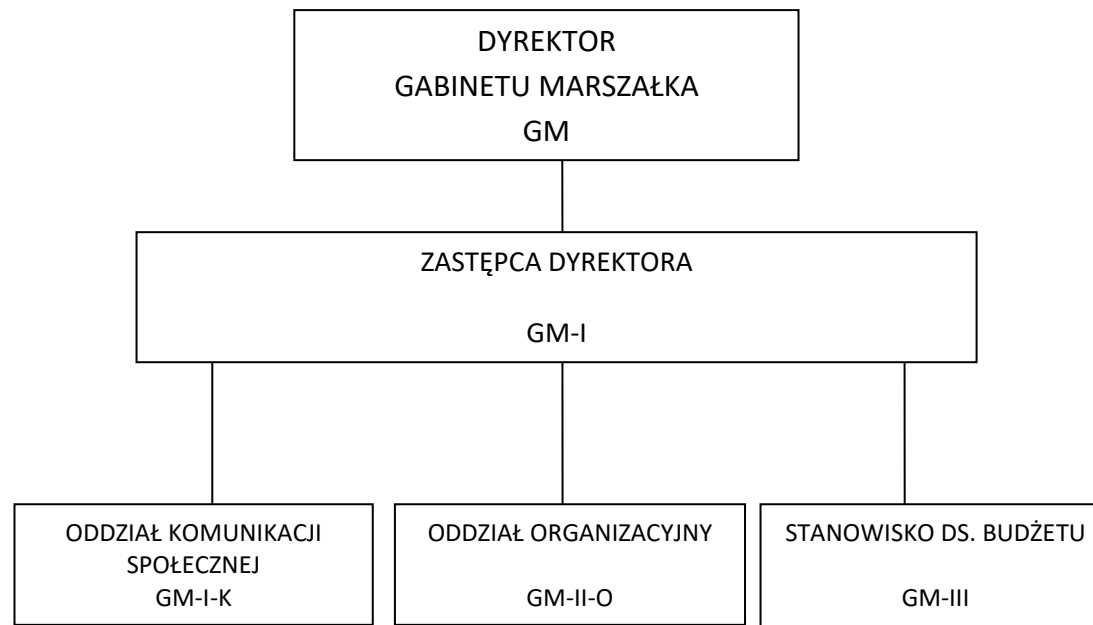 DYREKTOR
GABINETU MARSZAŁKA
GM
ZASTĘPCA DYREKTORA
GM-I
ODDZIAŁ KOMUNIKACJI
SPOŁECZNEJ
GM-I-K
ODDZIAŁ ORGANIZACYJNY
GM-II-O
STANOWISKO DS. BUDŻETU
GM-III